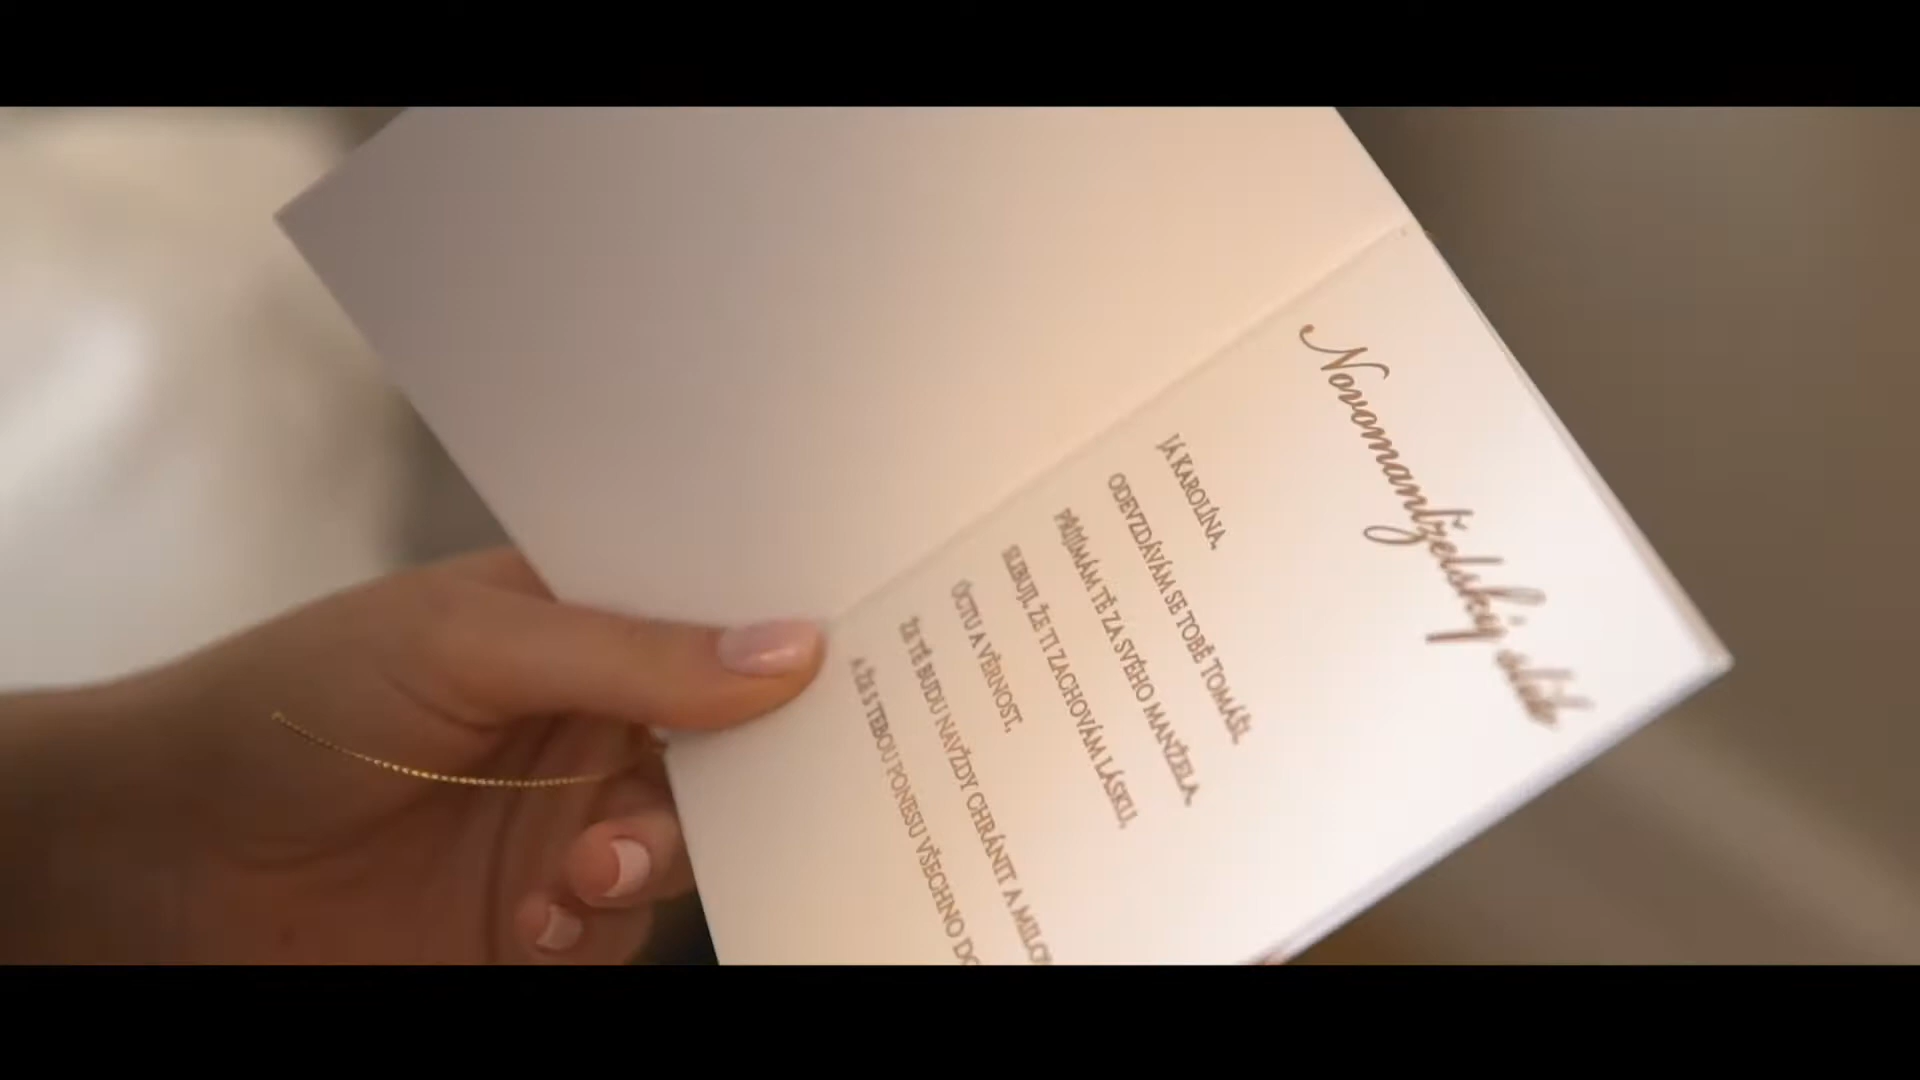 Novomanželský slib
JÁ KAROLÍNA,
ODEVZDÁVÁM SE TOBĚ TOMÁŠI,
PŘIJÍMÁM TĚ ZA SVÉHO MANŽELA.
SLIBUJI, ŽE TI ZACHOVÁM LÁSKU,
ÚCTU A VĚRNOST,
ŽE TĚ BUDU NAVŽDY CHRÁNIT A
A ŽE S TEBOU PONESU VŠECHNO